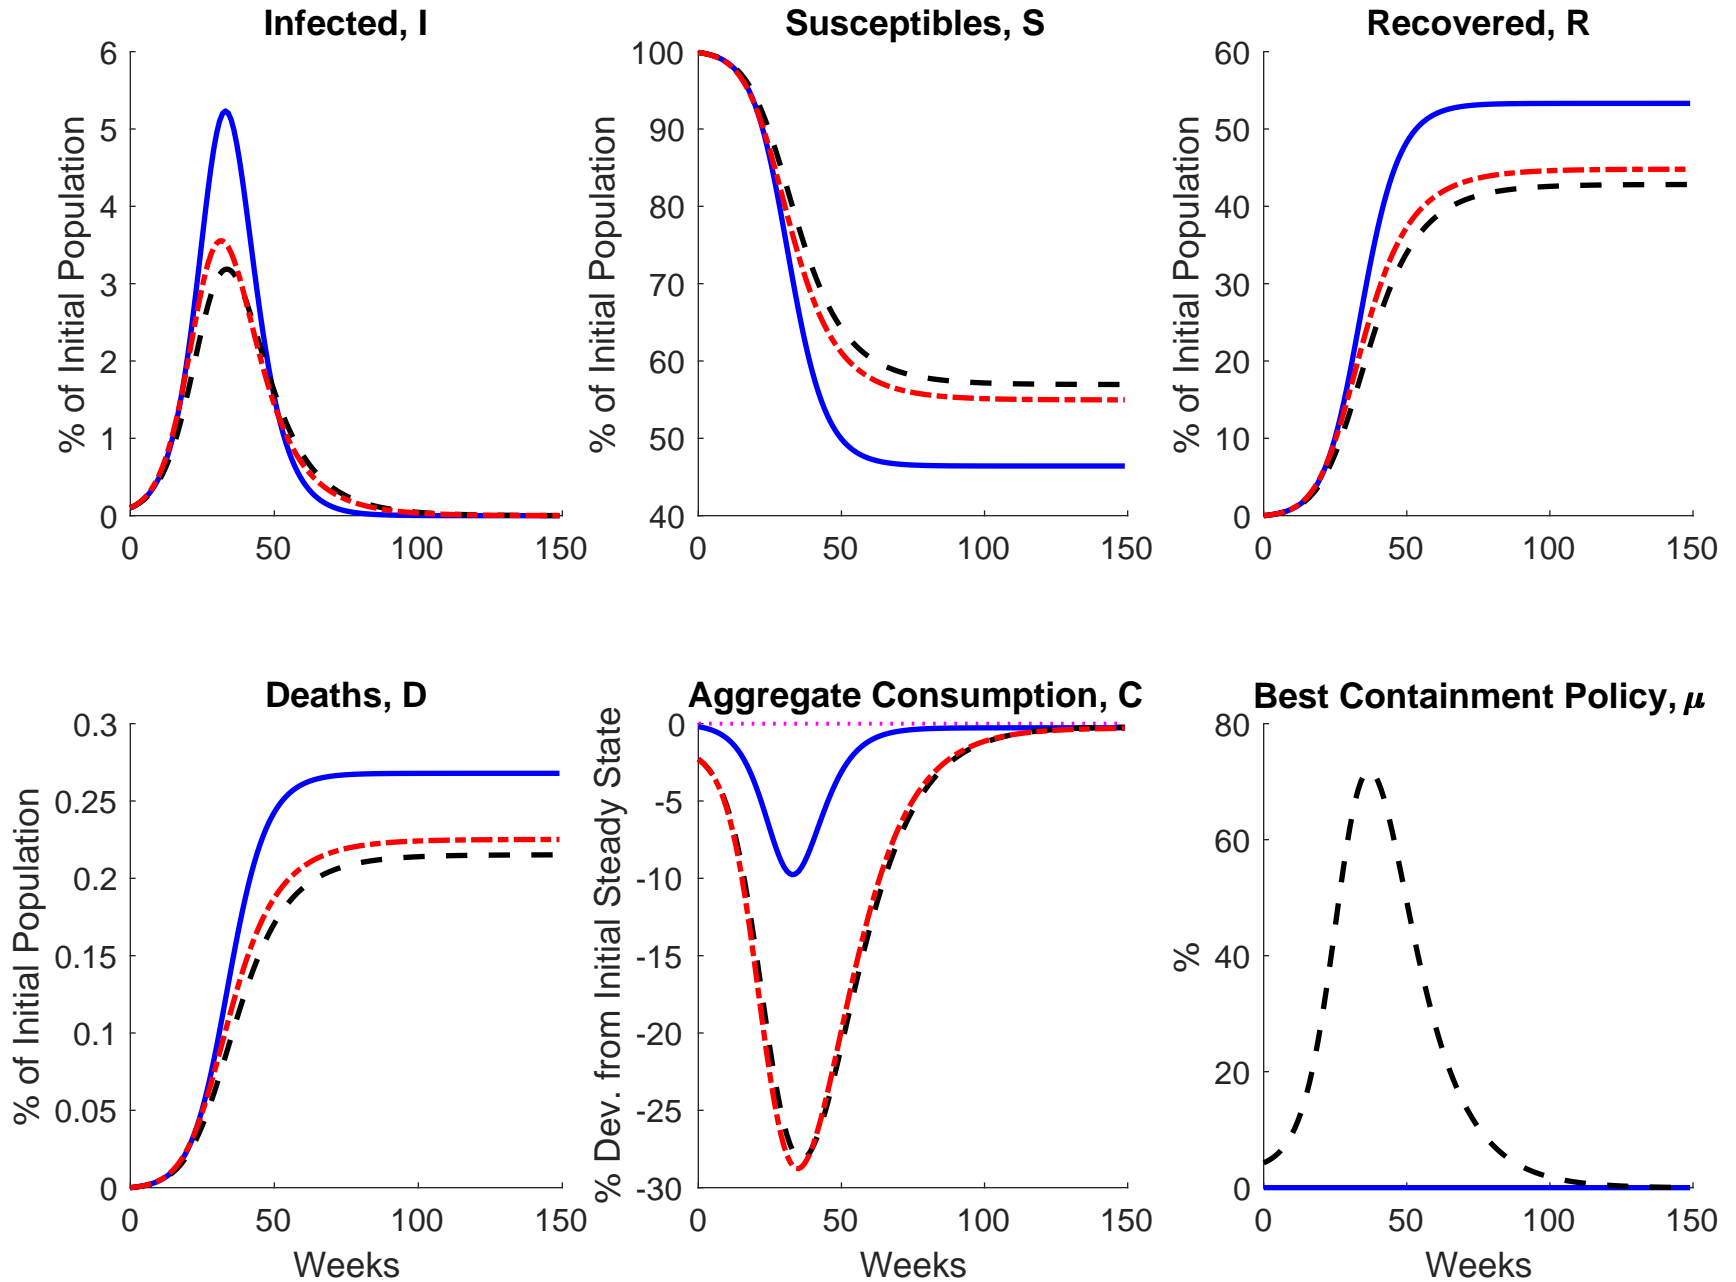 Infected, I
% of Initial Population
6
5
4
3
2
1
0
0 50 100 150
Susceptibles, S
% of Initial Population
100
90
80
70
60
50
40
0 50 100 150
Recovered, R
% of Initial Population
60
50
40
30
20
10
0
0 50 100 150
Deaths, D
% of Initial Population
0.3
0.25
0.2
0.15
0.1
0.05
0
0 50 100 150
Weeks
Aggregate Consumption, C
% Dev. from Initial Steady State
0
-5
-10
-15
-20
-25
-30
0 50 100 150
Weeks
Best Containment Policy, μ
%
80
60
40
20
0
0 50 100 150
Weeks